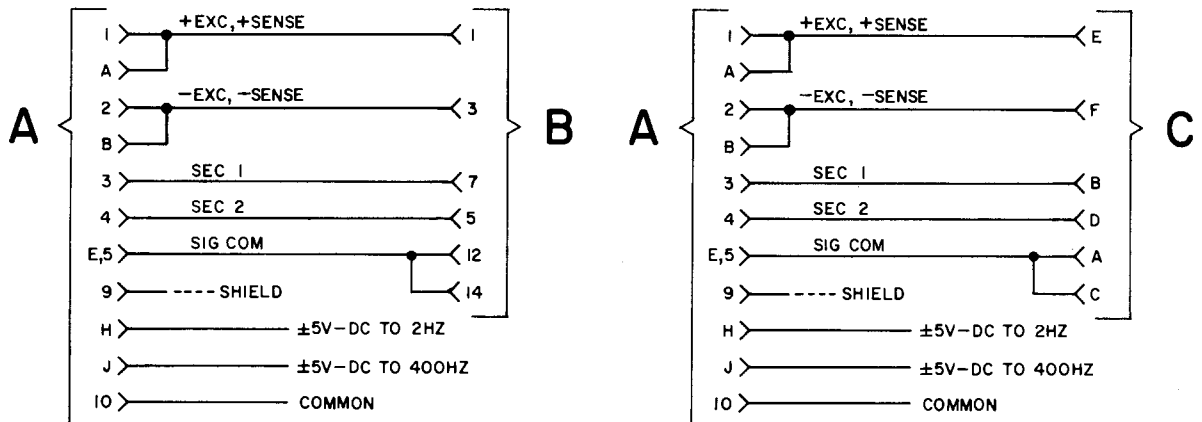 1 +EXC, +SENSE 1
A
2 −EXC, −SENSE 3
B
A B
3 SEC 1 7
4 SEC 2 5
E,5 SIG COM 12
9 ---- SHIELD 14
H ±5V-DC TO 2HZ
J ±5V-DC TO 400HZ
10 COMMON
1 +EXC, +SENSE E
A
2 −EXC, −SENSE F
B
A C
3 SEC 1 B
4 SEC 2 D
E,5 SIG COM A
9 ---- SHIELD C
H ±5V-DC TO 2HZ
J ±5V-DC TO 400HZ
10 COMMON